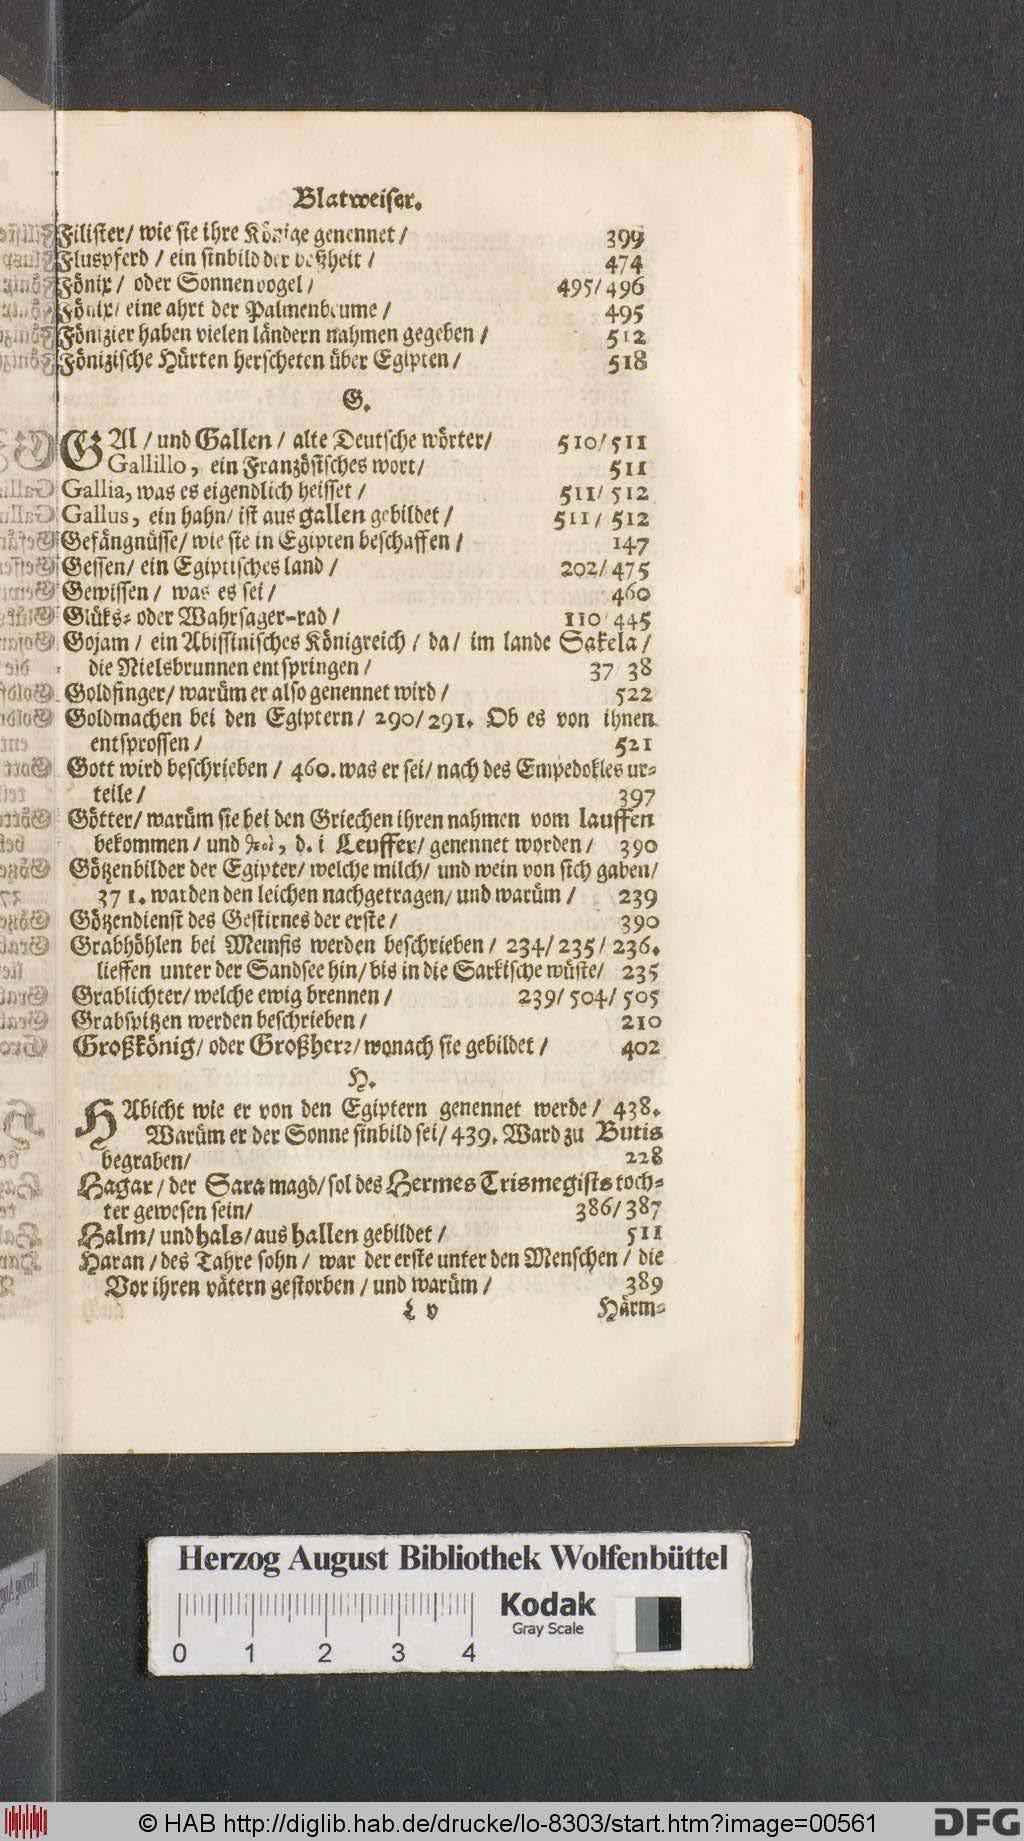 Blatweiser.
Filister/ wie sie ihre Könige genennet / 399
Fluspferd / ein sinbild der boßheit / 474
Fönix / oder Sonnenvogel / 495/496
Fönix/ eine ahrt der Palmenbeume / 495
Fönizier haben vielen ländern nahmen gegeben / 512
Fönizische Hürten herscheten über Egipten / 518
G.
GAl / und Gallen / alte Deutsche wörter/ 510/511
Gallillo, ein Französisches wort/ 511
Gallia, was es eigendlich heisset / 511/ 512
Gallus, ein hahn/ ist aus gallen gebildet / 511/ 512
Gefängnüsse/ wie sie in Egipten beschaffen / 147
Gessen/ ein Egiptisches land / 202/475
Gewissen / was es sei / 460
Glüks- oder Wahrsager-rad / 110/445
Gojam / ein Abissinisches Königreich / da/ im lande Sakela /
die Nielsbrunnen entspringen / 37/38
Goldfinger/ warüm er also genennet wird / 522
Goldmachen bei den Egiptern/ 290/291. Ob es von ihnen
entsprossen / 521
Gott wird beschrieben / 460. was er sei/ nach des Empedokles ur-
teile / 397
Götter/ warüm sie bei den Griechen ihren nahmen vom lauffen
bekommen / und θεοὶ, d. i Leuffer/ genennet worden / 390
Götzenbilder der Egipter/ welche milch/ und wein von sich gaben/
371. warden den leichen nachgetragen/ und warüm / 239
Götzendienst des Gestirnes der erste / 390
Grabhöhlen bei Memfis werden beschrieben / 234/235/236.
lieffen unter der Sandsee hin/ bis in die Sarkische wüste/ 235
Grablichter/ welche ewig brennen / 239/504/505
Grabspitzen werden beschrieben / 210
Großkönig/ oder Großherr/ wonach sie gebildet / 402
H.
HAbicht wie er von den Egiptern genennet werde / 438.
Warüm er der Sonne sinbild sei/ 439. Ward zu Butis
begraben/ 228
Hagar / der Sara magd/ sol des Hermes Trismegists toch-
ter gewesen sein/ 386/387
Halm/ und hals/ aus hallen gebildet / 511
Haran / des Tahre sohn / war der erste unter den Menschen / die
Vor ihren vätern gestorben / und warüm / 389
L v Härm-
Herzog August Bibliothek Wolfenbüttel
Kodak
Gray Scale
0 1 2 3 4
© HAB http://diglib.hab.de/drucke/lo-8303/start.htm?image=00561 DFG